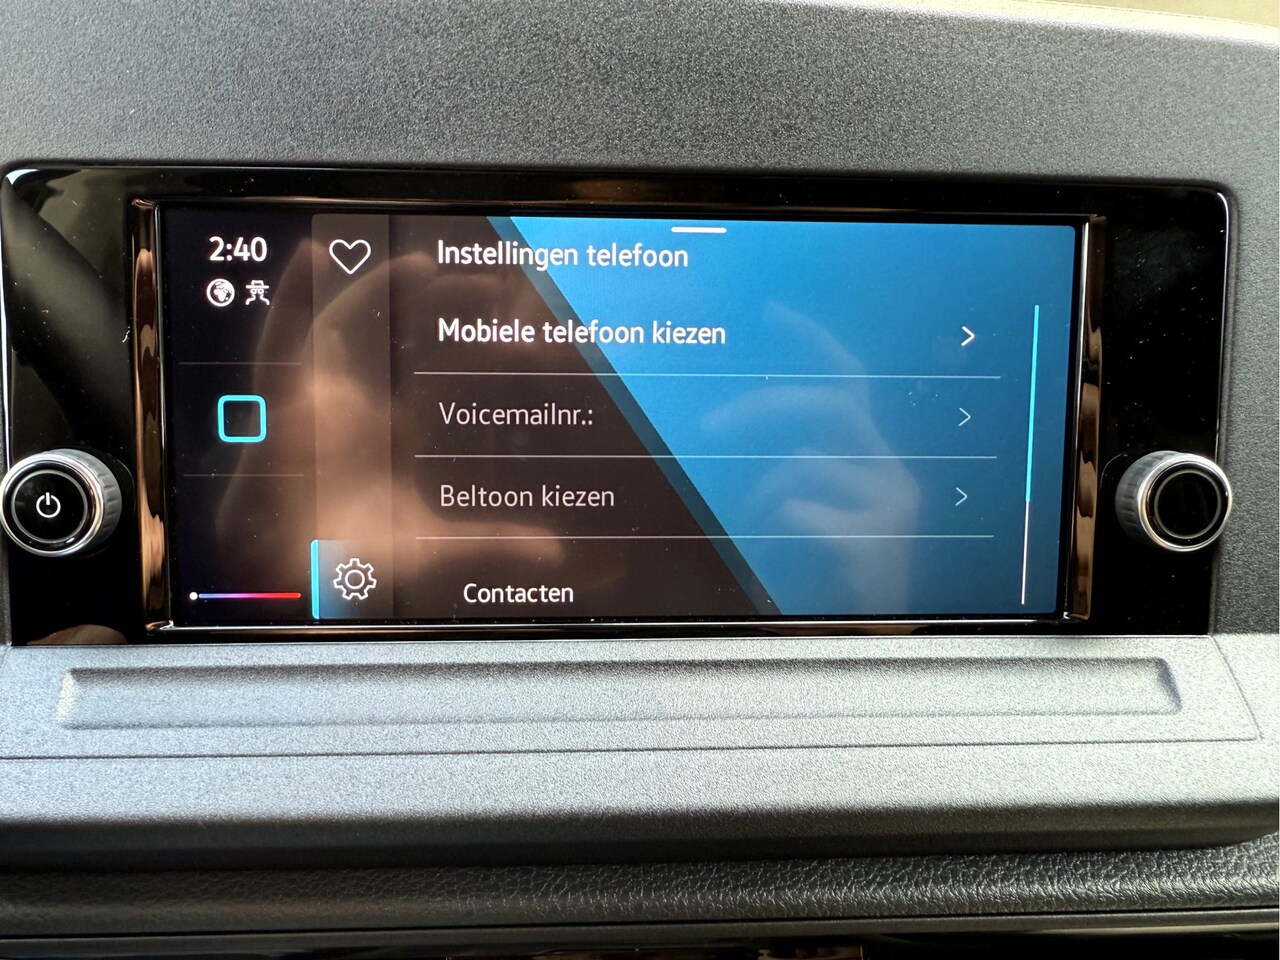 2:40
Instellingen telefoon
Mobiele telefoon kiezen
Voicemailnr.:
Beltoon kiezen
Contacten